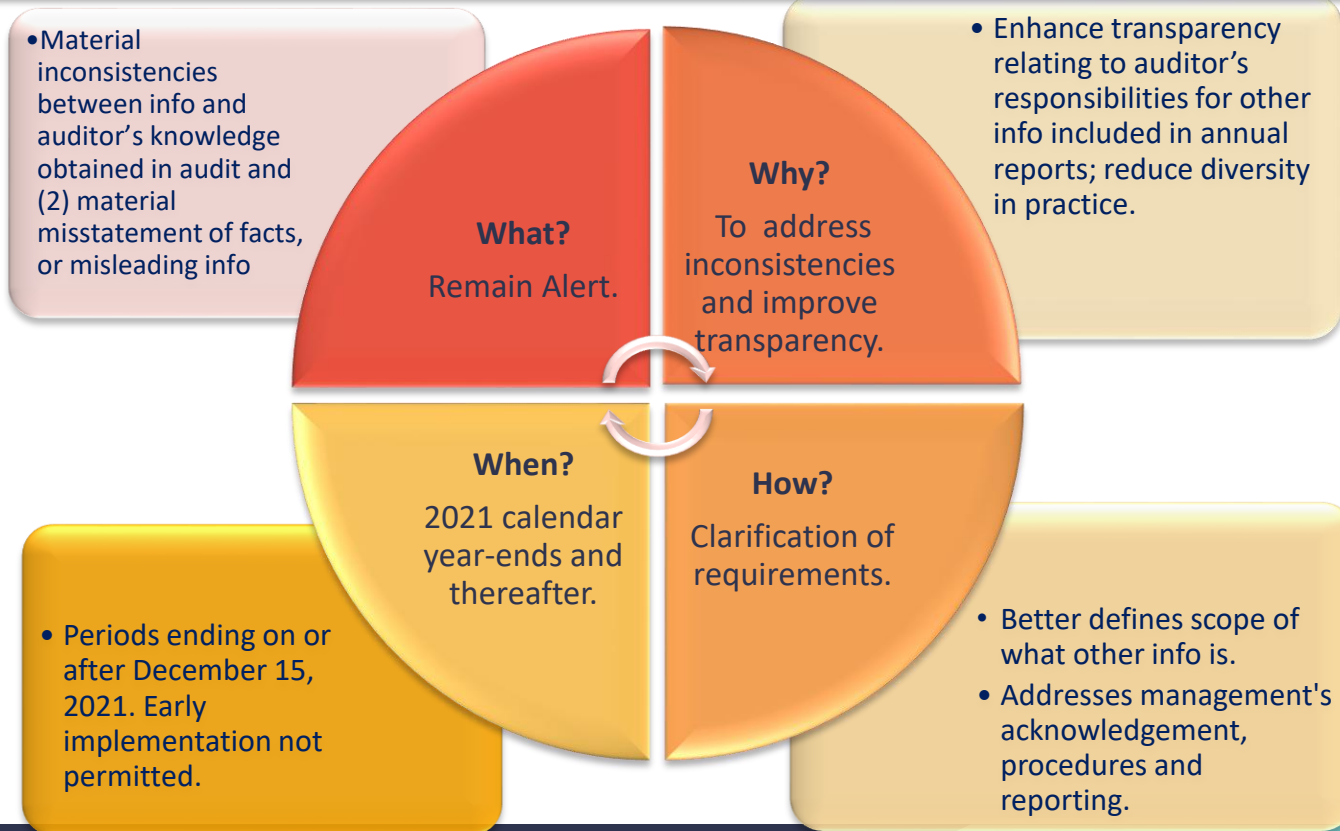 •Material
inconsistencies
between info and
auditor’s knowledge
obtained in audit and
(2) material
misstatement of facts,
or misleading info
What?
Remain Alert.
Why?
To address
inconsistencies
and improve
transparency.
• Enhance transparency
relating to auditor’s
responsibilities for other
info included in annual
reports; reduce diversity
in practice.
When?
2021 calendar
year-ends and
thereafter.
• Periods ending on or
after December 15,
2021. Early
implementation not
permitted.
How?
Clarification of
requirements.
• Better defines scope of
what other info is.
• Addresses management's
acknowledgement,
procedures and
reporting.